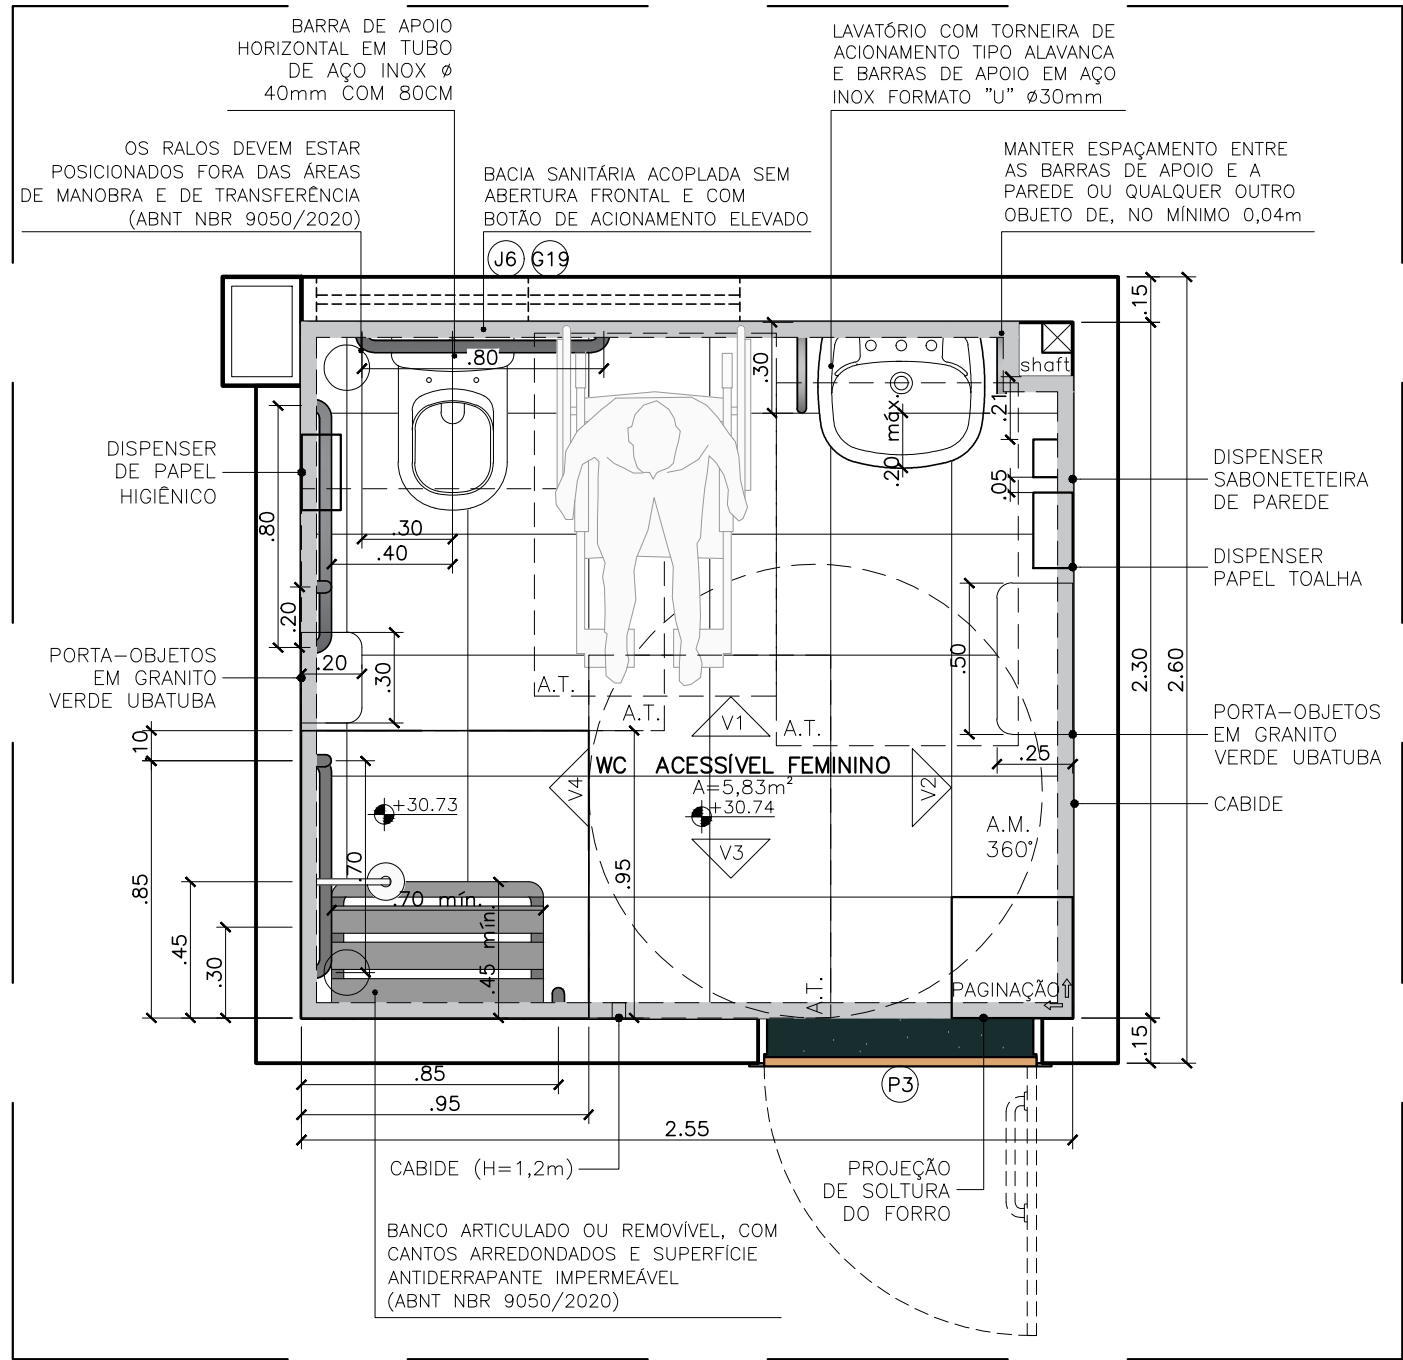 BARRA DE APOIO
HORIZONTAL EM TUBO
DE AÇO INOX Ø
40mm COM 80CM
LAVATÓRIO COM TORNEIRA DE
ACIONAMENTO TIPO ALAVANCA
E BARRAS DE APOIO EM AÇO
INOX FORMATO "U" Ø30mm
OS RALOS DEVEM ESTAR
POSICIONADOS FORA DAS ÁREAS
DE MANOBRA E DE TRANSFERÊNCIA
(ABNT NBR 9050/2020)
BACIA SANITÁRIA ACOPLADA SEM
ABERTURA FRONTAL E COM
BOTÃO DE ACIONAMENTO ELEVADO
MANTER ESPAÇAMENTO ENTRE
AS BARRAS DE APOIO E A
PAREDE OU QUALQUER OUTRO
OBJETO DE, NO MÍNIMO 0,04m
J6
G19
.15
.80
.30
shaft
.21
.20 máx.
.05
DISPENSER
DE PAPEL
HIGIÊNICO
DISPENSER
SABONETETEIRA
DE PAREDE
.80
.30
.40
DISPENSER
PAPEL TOALHA
.20
.50
2.30
2.60
PORTA-OBJETOS
EM GRANITO
VERDE UBATUBA
.20
.30
A.T.
A.T.
V1
A.T.
PORTA-OBJETOS
EM GRANITO
VERDE UBATUBA
.10
.25
WC ACESSÍVEL FEMININO
A=5,83m²
+30.73
+30.74
V4
V2
V3
CABIDE
A.M.
360°
.85
.70
.95
.70 mín.
.45
.45 mín.
.30
A.T.
PAGINAÇÃO
.15
.85
P3
.95
2.55
CABIDE (H=1,2m)
PROJEÇÃO
DE SOLTURA
DO FORRO
BANCO ARTICULADO OU REMOVÍVEL, COM
CANTOS ARREDONDADOS E SUPERFÍCIE
ANTIDERRAPANTE IMPERMEÁVEL
(ABNT NBR 9050/2020)